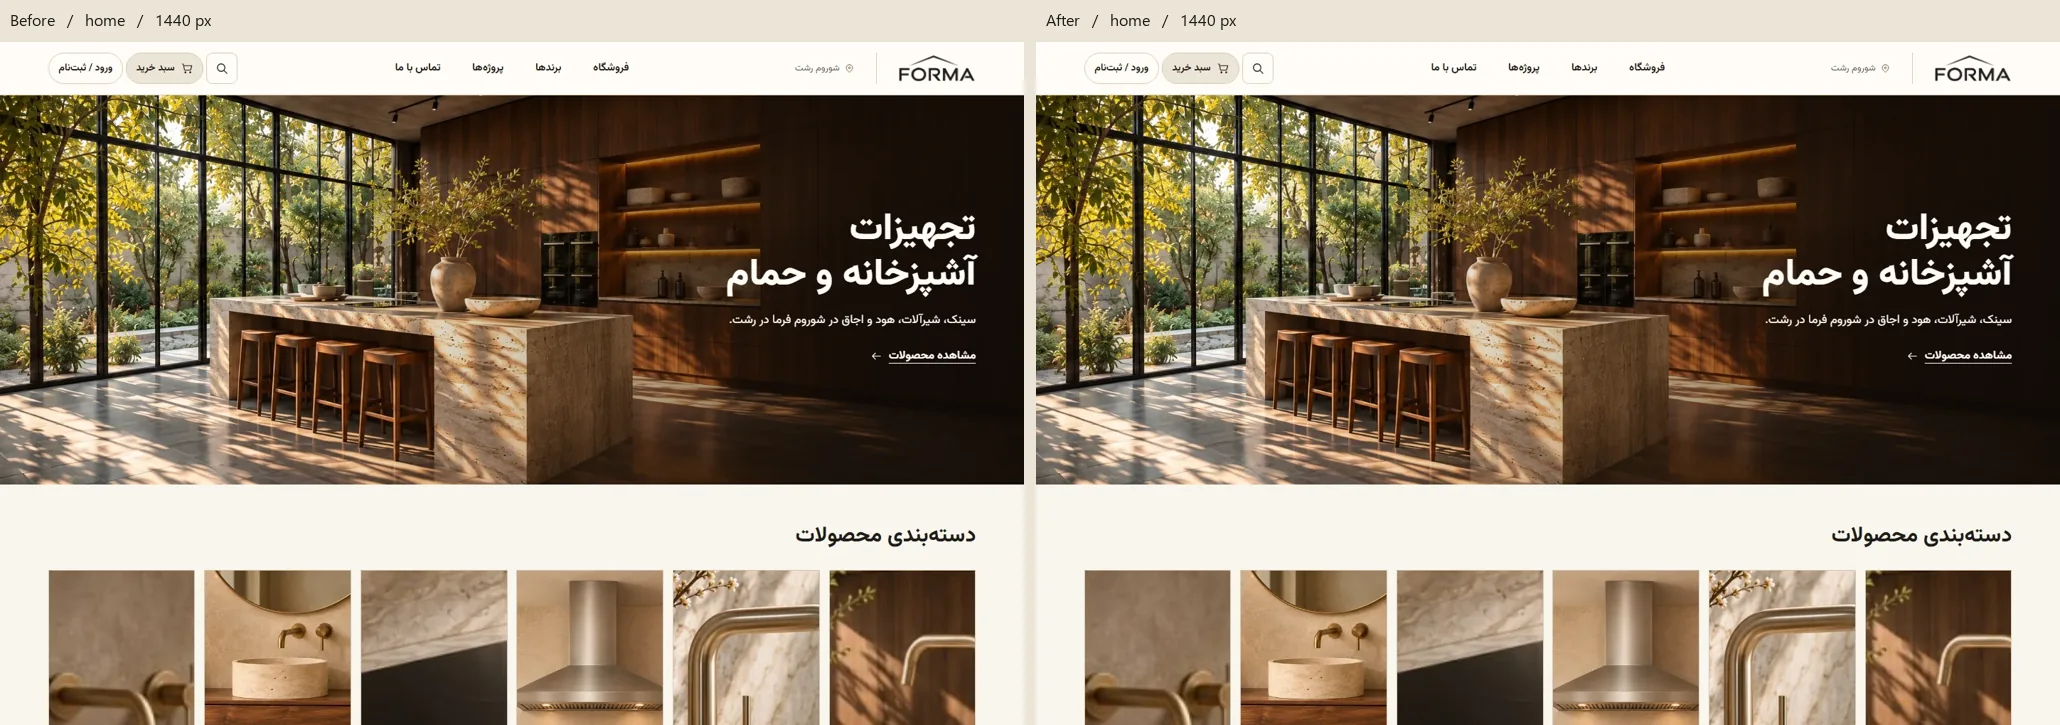 Before / home / 1440 px
FORMA
شوروم رشت
فروشگاه
برندها
پروژه‌ها
تماس با ما
سبد خرید
ورود / ثبت‌نام
تجهیزات
آشپزخانه و حمام
سینک، شیرآلات، هود و اجاق در شوروم فرما در رشت.
مشاهده محصولات ←
دسته‌بندی محصولات
After / home / 1440 px
FORMA
شوروم رشت
فروشگاه
برندها
پروژه‌ها
تماس با ما
سبد خرید
ورود / ثبت‌نام
تجهیزات
آشپزخانه و حمام
سینک، شیرآلات، هود و اجاق در شوروم فرما در رشت.
مشاهده محصولات ←
دسته‌بندی محصولات